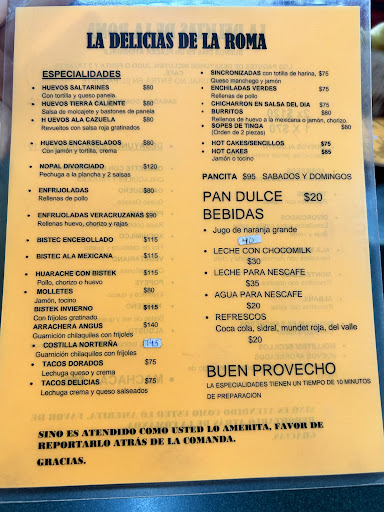 LA DELICIAS DE LA ROMA
ESPECIALIDADES
• HUEVOS SALTARINES $80
Con tortilla y queso panela.
• HUEVOS TIERRA CALIENTE $80
Salsa de molcajete y bastones de panela
• HUEVOS A LA CAZUELA $80
Revueltos con salsa roja gratinados
• HUEVOS ENCARSELADOS $80
Con jamón y tortilla, crema
• NOPAL DIVORCIADO $120
Pechuga a la plancha y 2 salsas
• ENFRIJOLADAS $80
Rellenas de pollo
• ENFRIJOLADAS VERACRUZANAS $90
Rellenas huevo, chorizo y rajas
• BISTEC ENCEBOLLADO $115
• BISTEC ALA MEXICANA $115
• HUARACHE CON BISTEK $115
Pollo, chorizo o huevo
• MOLLETES $80
Jamón, tocino
BISTEK INVIERNO $115
Con frijoles gratinado
ARRACHERA ANGUS $140
Guarnición chilaquiles con frijoles
• COSTILLA NORTERÑA 145
Guarnición chilaquiles con frijoles
• TACOS DORADOS $75
Lechuga queso y crema
• TACOS DELICIAS $75
Lechuga crema y queso salseados
• SINCRONIZADAS con totilla de harina, $75
Queso manchego y jamón
• ENCHILADAS VERDES $75
Rellenas de pollo
• CHICHARRON EN SALSA DEL DIA $75
• BURRITOS $80
Rellenos de huevo a la mexicana o jamón, chorizo.
• SOPES DE TINGA $80
(Orden de 2 piezas)
• HOT CAKES/SENCILLOS $75
• HOT CAKES $85
Jamón o tocino
PANCITA $95 SABADOS Y DOMINGOS
PAN DULCE $20
BEBIDAS
• Jugo de naranja grande
40
• LECHE CON CHOCOMILK
$30
• LECHE PARA NESCAFE
$35
• AGUA PARA NESCAFE
$20
• REFRESCOS
Coca cola, sidral, mundet roja, del valle
$20
BUEN PROVECHO
LA ESPECIALIDADES TIENEN UN TIEMPO DE 10 MINUTOS
DE PREPARACION
SINO ES ATENDIDO COMO USTED LO AMERITA, FAVOR DE
REPORTARLO ATRÁS DE LA COMANDA.
GRACIAS.